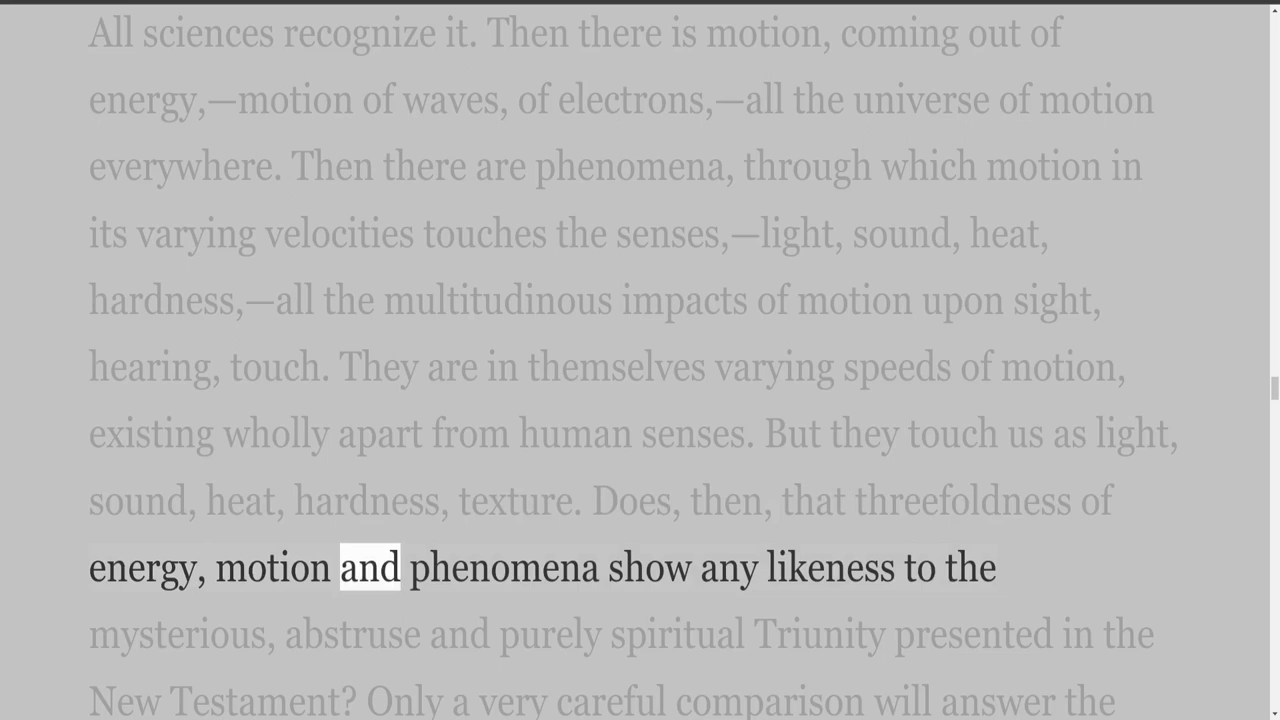 All sciences recognize it. Then there is motion, coming out of
energy,—motion of waves, of electrons,—all the universe of motion
everywhere. Then there are phenomena, through which motion in
its varying velocities touches the senses,—light, sound, heat,
hardness,—all the multitudinous impacts of motion upon sight,
hearing, touch. They are in themselves varying speeds of motion,
existing wholly apart from human senses. But they touch us as light,
sound, heat, hardness, texture. Does, then, that threefoldness of
energy, motion and phenomena show any likeness to the
mysterious, abstruse and purely spiritual Triunity presented in the
New Testament? Only a very careful comparison will answer the